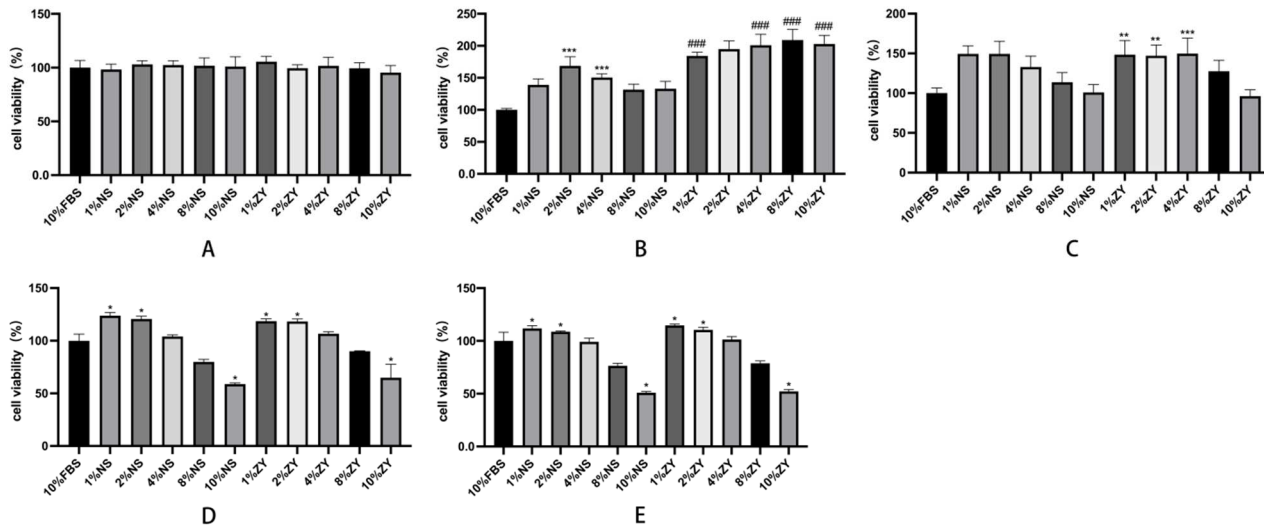 cell viability (%)
150
100
50
0.0
10%FBS
1%NS
2%NS
4%NS
8%NS
10%NS
1%ZY
2%ZY
4%ZY
8%ZY
10%ZY
A
cell viability (%)
250
200
150
100
50
0.0
***
***
###
###
###
###
10%FBS
1%NS
2%NS
4%NS
8%NS
10%NS
1%ZY
2%ZY
4%ZY
8%ZY
10%ZY
B
cell viability (%)
200
150
100
50
0
**
**
***
10%FBS
1%NS
2%NS
4%NS
8%NS
10%NS
1%ZY
2%ZY
4%ZY
8%ZY
10%ZY
C
cell viability (%)
150
100
50
0
*
*
*
*
*
*
10%FBS
1%NS
2%NS
4%NS
8%NS
10%NS
1%ZY
2%ZY
4%ZY
8%ZY
10%ZY
D
cell viability (%)
150
100
50
0.0
*
*
*
*
*
*
10%FBS
1%NS
2%NS
4%NS
8%NS
10%NS
1%ZY
2%ZY
4%ZY
8%ZY
10%ZY
E